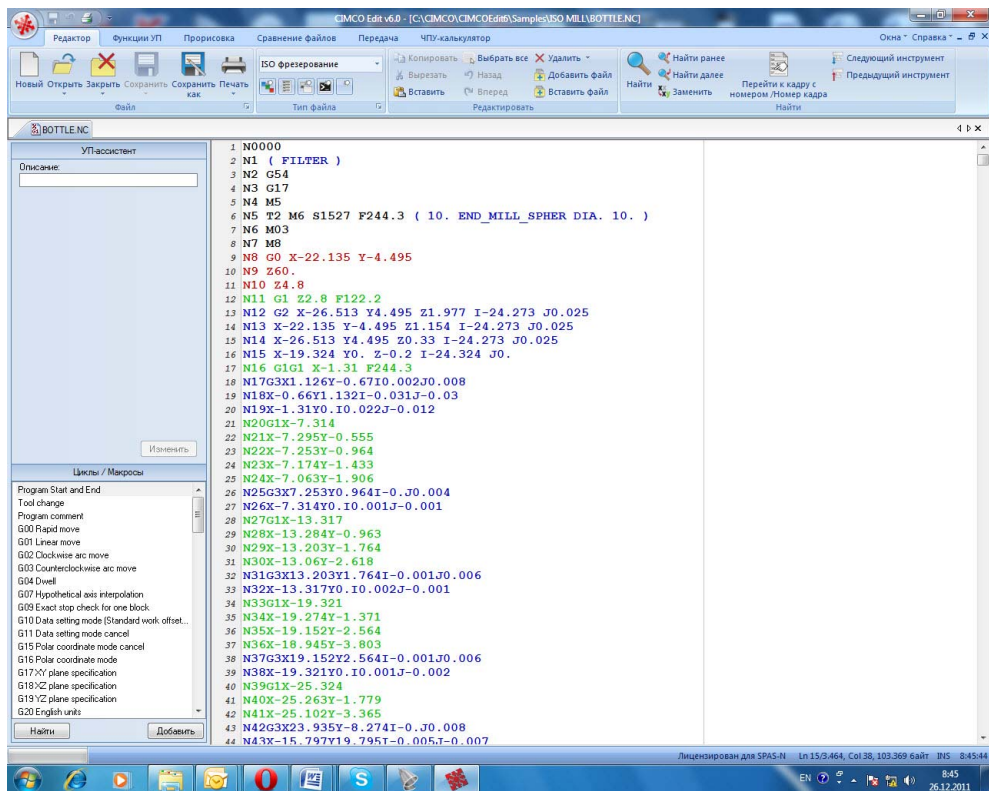 CIMCO Edit v6.0 - [C:\CIMCO\CIMCOEdit6\Samples\ISO MILL\BOTTLE.NC]
Редактор Функции УП Прорисовка Сравнение файлов Передача ЧПУ-калькулятор Окна Справка
Новый Открыть Закрыть Сохранить Сохранить как Печать
Файл
ISO фрезерование
Тип файла
Копировать Выбрать все Удалить
Вырезать Назад Добавить файл
Вставить Вперед Вставить файл
Редактировать
Найти
Найти ранее
Найти далее
Заменить
Перейти к кадру с номером /Номер кадра
Следующий инструмент
Предыдущий инструмент
Найти
BOTTLE.NC
УП-ассистент
Описание:
Изменить
Циклы / Макросы
Program Start and End
Tool change
Program comment
G00 Rapid move
G01 Linear move
G02 Clockwise arc move
G03 Counterclockwise arc move
G04 Dwell
G07 Hypothetical axis interpolation
G09 Exact stop check for one block
G10 Data setting mode (Standard work offset...
G11 Data setting mode cancel
G15 Polar coordinate mode cancel
G16 Polar coordinate mode
G17 XY plane specification
G18 XZ plane specification
G19 YZ plane specification
G20 English units
Найти Добавить
1 N0000
2 N1 ( FILTER )
3 N2 G54
4 N3 G17
5 N4 M5
6 N5 T2 M6 S1527 F244.3 ( 10. END_MILL_SPHER DIA. 10. )
7 N6 M03
8 N7 M8
9 N8 G0 X-22.135 Y-4.495
10 N9 Z60.
11 N10 Z4.8
12 N11 G1 Z2.8 F122.2
13 N12 G2 X-26.513 Y4.495 Z1.977 I-24.273 J0.025
14 N13 X-22.135 Y-4.495 Z1.154 I-24.273 J0.025
15 N14 X-26.513 Y4.495 Z0.33 I-24.273 J0.025
16 N15 X-19.324 Y0. Z-0.2 I-24.324 J0.
17 N16 G1G1 X-1.31 F244.3
18 N17G3X1.126Y-0.67I0.002J0.008
19 N18X-0.66Y1.132I-0.031J-0.03
20 N19X-1.31Y0.I0.022J-0.012
21 N20G1X-7.314
22 N21X-7.295Y-0.555
23 N22X-7.253Y-0.964
24 N23X-7.174Y-1.433
25 N24X-7.063Y-1.906
26 N25G3X7.253Y0.964I-0.J0.004
27 N26X-7.314Y0.I0.001J-0.001
28 N27G1X-13.317
29 N28X-13.284Y-0.963
30 N29X-13.203Y-1.764
31 N30X-13.06Y-2.618
32 N31G3X13.203Y1.764I-0.001J0.006
33 N32X-13.317Y0.I0.002J-0.001
34 N33G1X-19.321
35 N34X-19.274Y-1.371
36 N35X-19.152Y-2.564
37 N36X-18.945Y-3.803
38 N37G3X19.152Y2.564I-0.001J0.006
39 N38X-19.321Y0.I0.001J-0.002
40 N39G1X-25.324
41 N40X-25.263Y-1.779
42 N41X-25.102Y-3.365
43 N42G3X23.935Y-8.274I-0.J0.008
44 N43X-15.797Y19.795I-0.005J-0.007
Лицензирован для SPAS-N Ln 15/3.464, Col 38, 103.369 байт INS 8:45:44
EN 8:45
26.12.2011